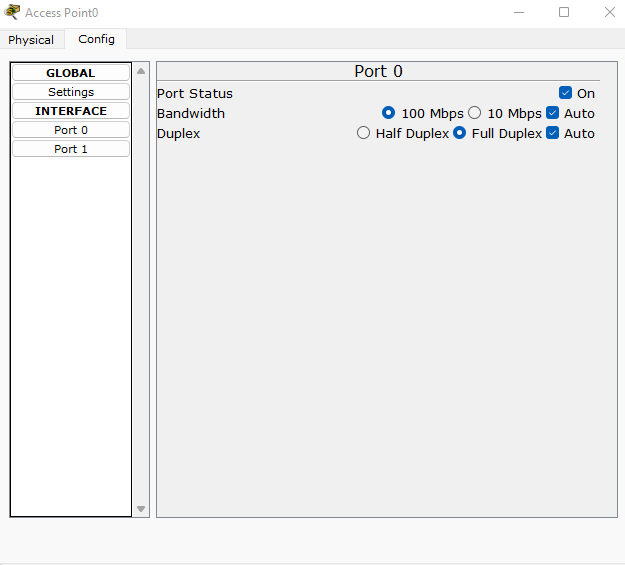 Access Point0
Physical Config
GLOBAL
Settings
INTERFACE
Port 0
Port 1
Port 0
Port Status On
Bandwidth 100 Mbps 10 Mbps Auto
Duplex Half Duplex Full Duplex Auto